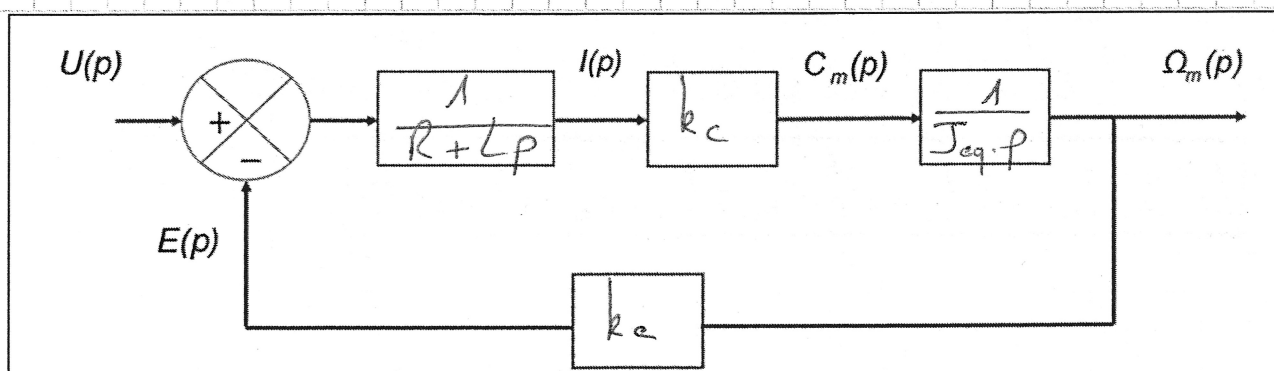 U(p)
I(p)
C_m(p)
Ω_m(p)
+
−
1
R + Lp
k_c
1
J_eq.p
E(p)
k_e